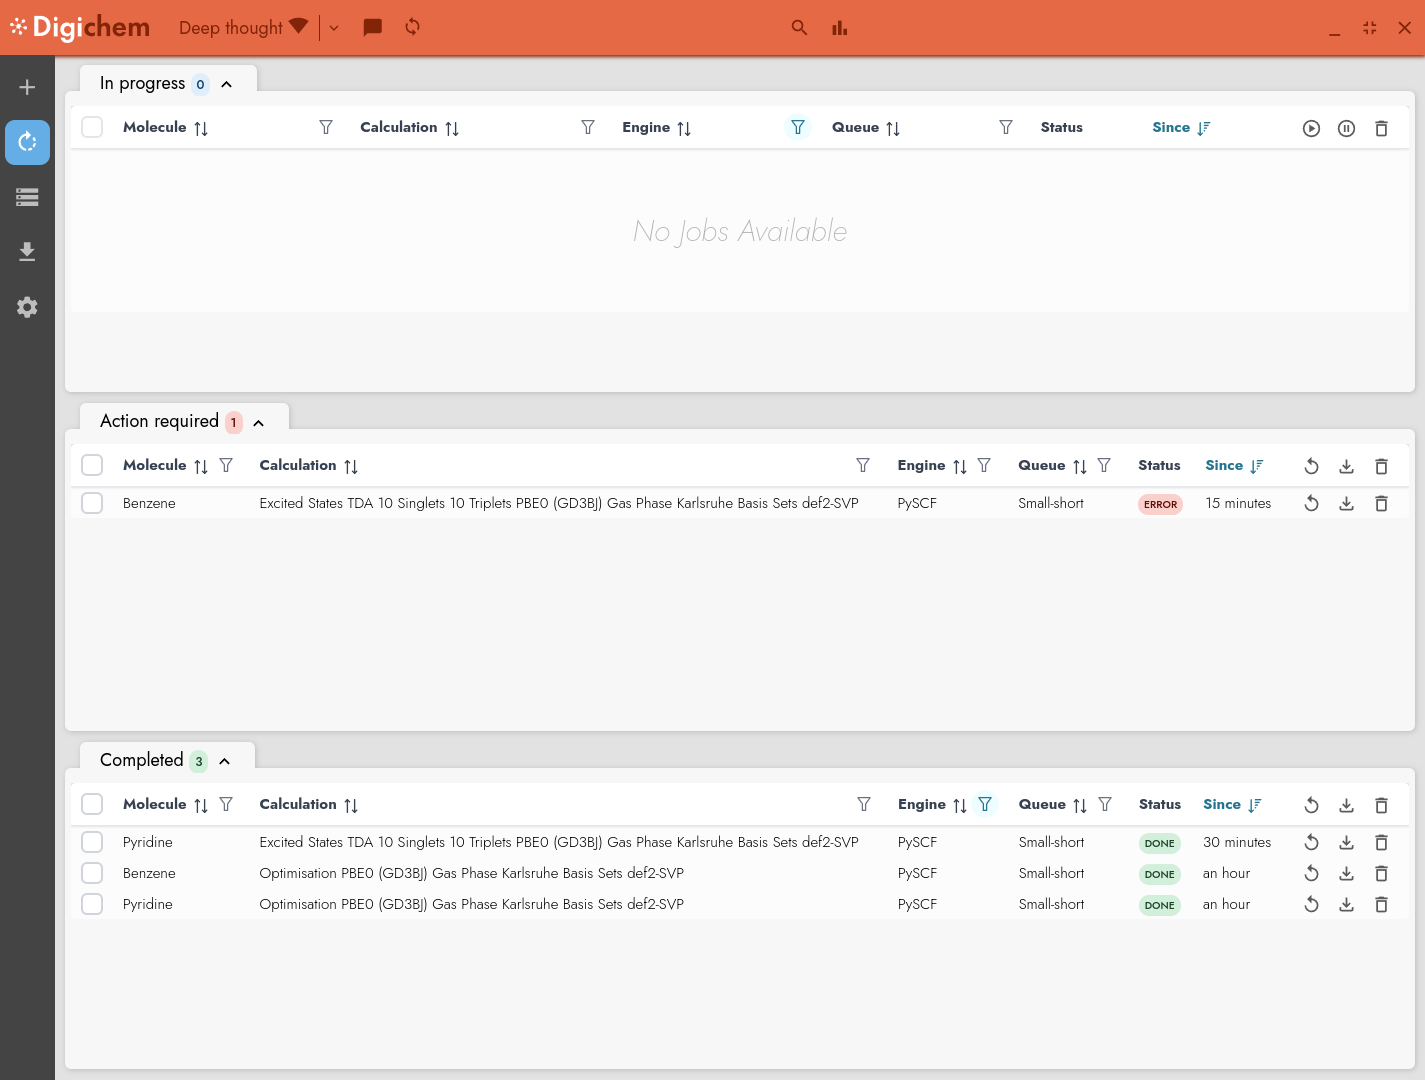 Digichem Deep thought
In progress 0
Molecule Calculation Engine Queue Status Since
No Jobs Available
Action required 1
Molecule Calculation Engine Queue Status Since
Benzene Excited States TDA 10 Singlets 10 Triplets PBE0 (GD3BJ) Gas Phase Karlsruhe Basis Sets def2-SVP PySCF Small-short ERROR 15 minutes
Completed 3
Molecule Calculation Engine Queue Status Since
Pyridine Excited States TDA 10 Singlets 10 Triplets PBE0 (GD3BJ) Gas Phase Karlsruhe Basis Sets def2-SVP PySCF Small-short DONE 30 minutes
Benzene Optimisation PBE0 (GD3BJ) Gas Phase Karlsruhe Basis Sets def2-SVP PySCF Small-short DONE an hour
Pyridine Optimisation PBE0 (GD3BJ) Gas Phase Karlsruhe Basis Sets def2-SVP PySCF Small-short DONE an hour